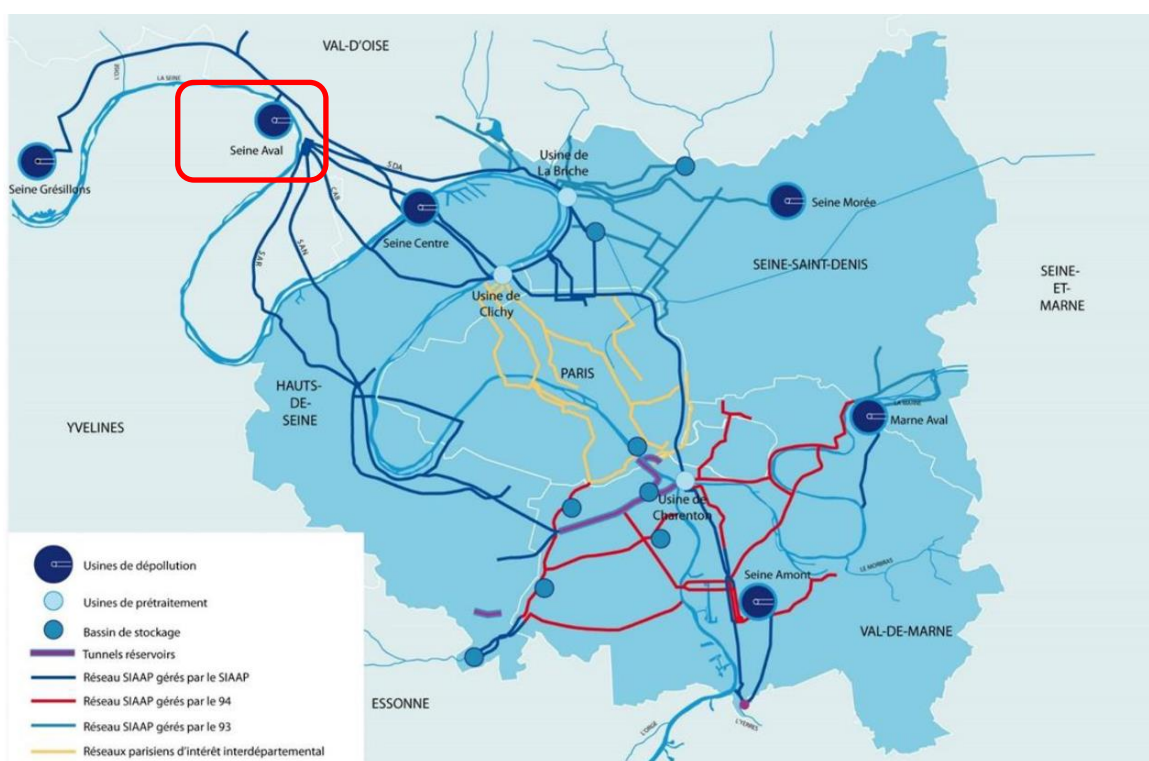 VAL-D'OISE
L'OISE
LA SEINE
Seine Aval
Seine Grésillons
SDA
Usine de
La Briche
CAB
Seine Centre
Seine Morée
SAR
SAN
SEINE-SAINT-DENIS
SEINE-
ET-
MARNE
Usine de
Clichy
PARIS
HAUTS-
DE-
SEINE
YVELINES
LA MARNE
Marne Aval
Usine de
Charenton
LE MORBRAS
Seine Amont
VAL-DE-MARNE
ESSONNE
L'ORGE
L'YERRES
Usines de dépollution
Usines de prétraitement
Bassin de stockage
Tunnels réservoirs
Réseau SIAAP gérés par le SIAAP
Réseau SIAAP gérés par le 94
Réseau SIAAP gérés par le 93
Réseaux parisiens d'intérêt interdépartemental